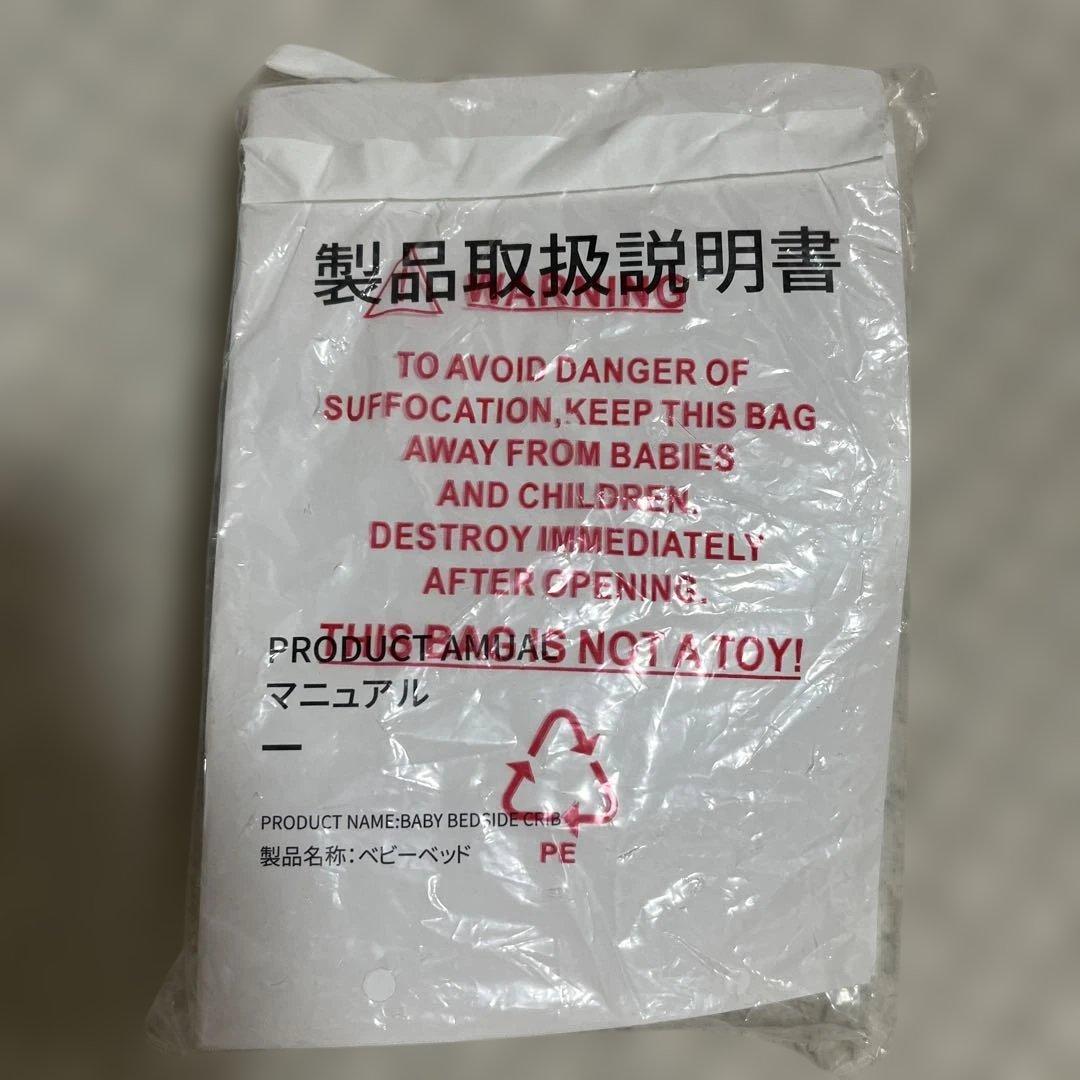 製品取扱説明書
WARNING
TO AVOID DANGER OF
SUFFOCATION,KEEP THIS BAG
AWAY FROM BABIES
AND CHILDREN.
DESTROY IMMEDIATELY
AFTER OPENING.
THIS BAG IS NOT A TOY!
PRODUCT AMUAL
マニュアル
PRODUCT NAME:BABY BEDSIDE CRIB
製品名称：ベビーベッド
PE